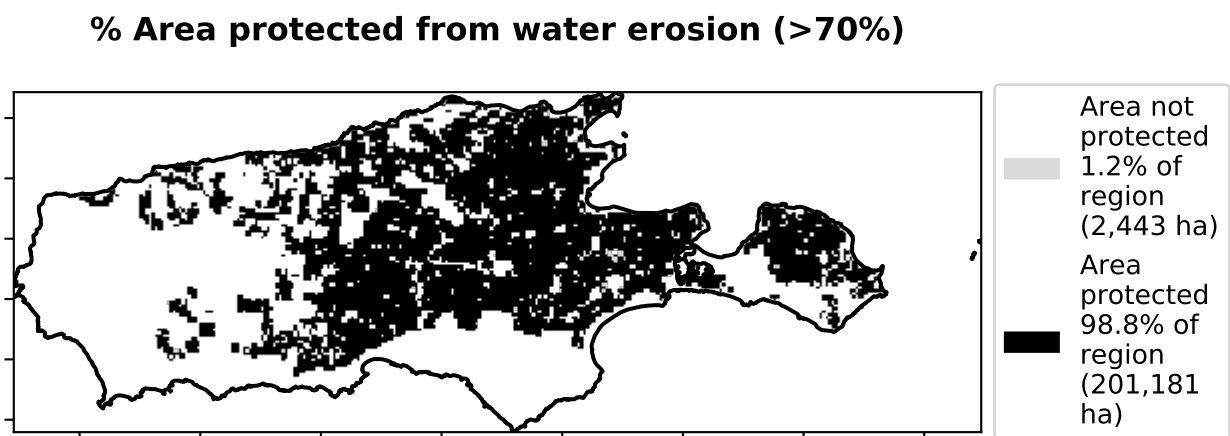 % Area protected from water erosion (>70%)
Area not
protected
1.2% of
region
(2,443 ha)
Area
protected
98.8% of
region
(201,181
ha)